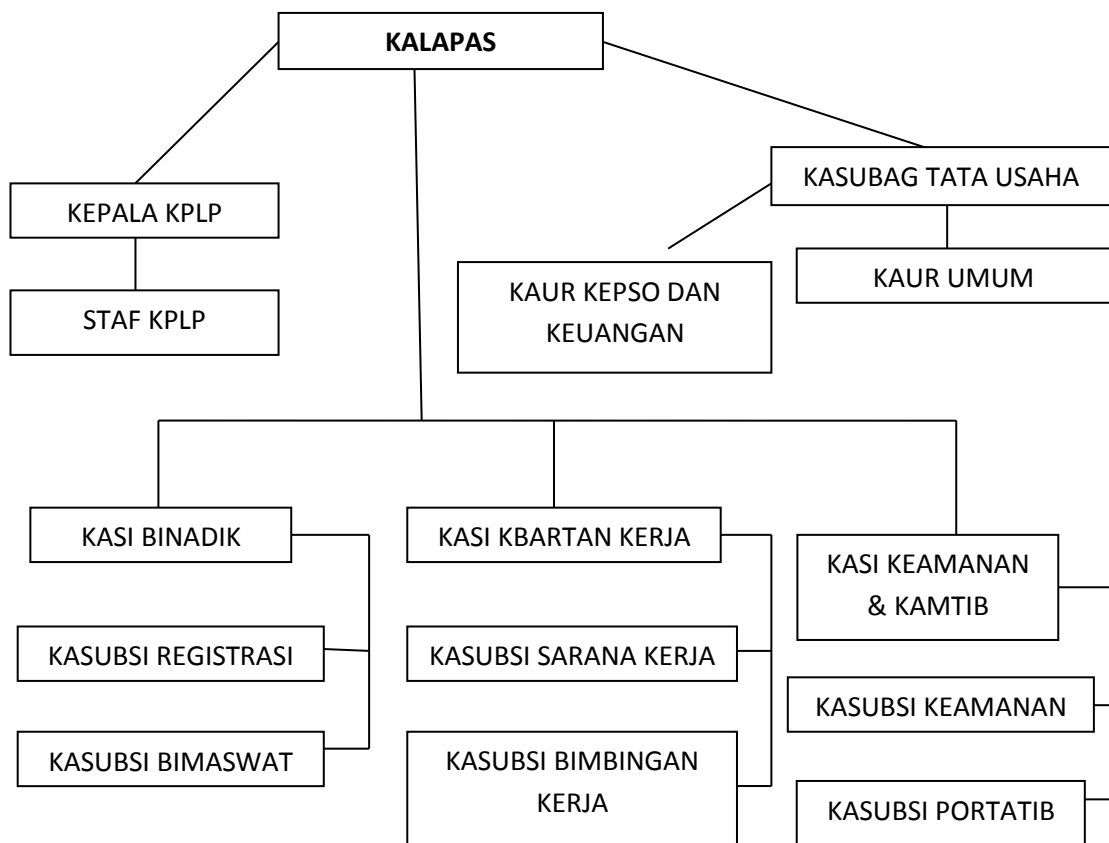 KALAPAS
KASUBAG TATA USAHA
KEPALA KPLP
KAUR UMUM
KAUR KEPSO DAN
KEUANGAN
STAF KPLP
KASI BINADIK
KASI KBARTAN KERJA
KASI KEAMANAN
& KAMTIB
KASUBSI REGISTRASI
KASUBSI SARANA KERJA
KASUBSI KEAMANAN
KASUBSI BIMASWAT
KASUBSI BIMBINGAN
KERJA
KASUBSI PORTATIB